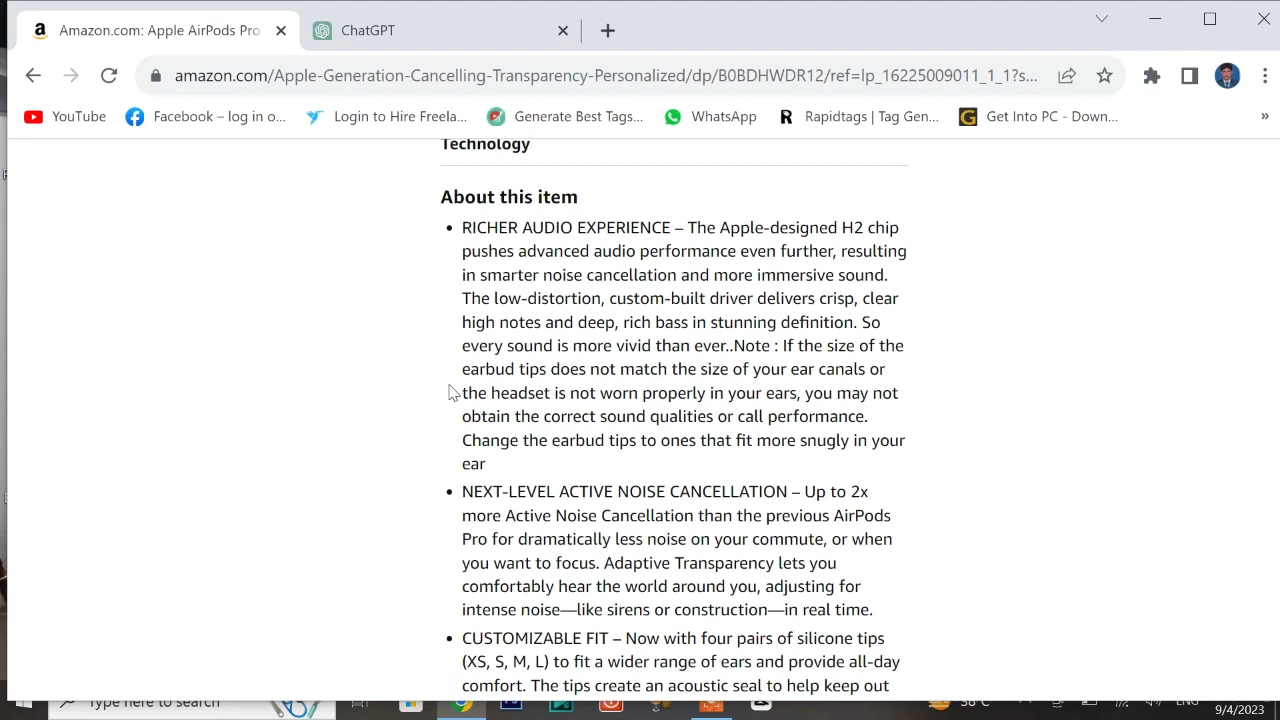 Amazon.com: Apple AirPods Pro
ChatGPT
amazon.com/Apple-Generation-Cancelling-Transparency-Personalized/dp/B0BDHWDR12/ref=lp_16225009011_1_1?s...
YouTube
Facebook – log in o...
Login to Hire Freela...
Generate Best Tags...
WhatsApp
R Rapidtags | Tag Gen...
G Get Into PC - Down...
»
Technology
About this item
• RICHER AUDIO EXPERIENCE – The Apple-designed H2 chip
pushes advanced audio performance even further, resulting
in smarter noise cancellation and more immersive sound.
The low-distortion, custom-built driver delivers crisp, clear
high notes and deep, rich bass in stunning definition. So
every sound is more vivid than ever..Note : If the size of the
earbud tips does not match the size of your ear canals or
the headset is not worn properly in your ears, you may not
obtain the correct sound qualities or call performance.
Change the earbud tips to ones that fit more snugly in your
ear
• NEXT-LEVEL ACTIVE NOISE CANCELLATION – Up to 2x
more Active Noise Cancellation than the previous AirPods
Pro for dramatically less noise on your commute, or when
you want to focus. Adaptive Transparency lets you
comfortably hear the world around you, adjusting for
intense noise—like sirens or construction—in real time.
• CUSTOMIZABLE FIT – Now with four pairs of silicone tips
(XS, S, M, L) to fit a wider range of ears and provide all-day
comfort. The tips create an acoustic seal to help keep out
Type here to search
9/4/2023